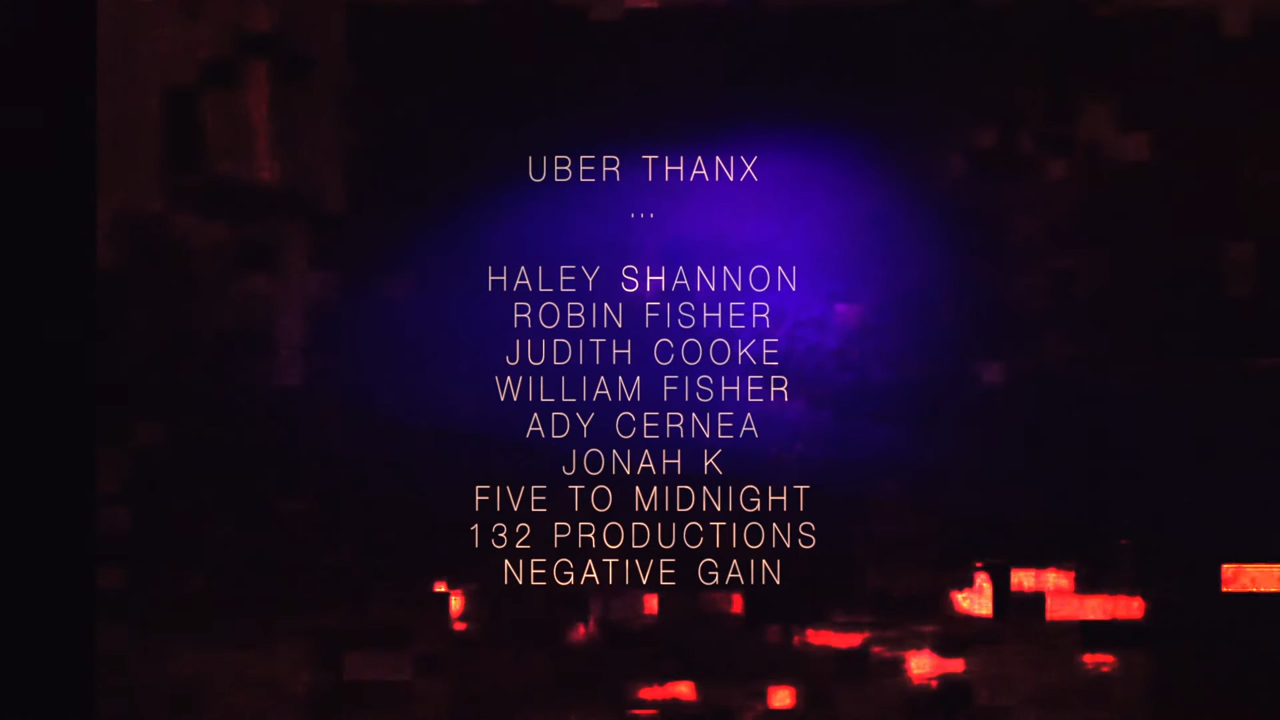 UBER THANX
...
HALEY SHANNON
ROBIN FISHER
JUDITH COOKE
WILLIAM FISHER
ADY CERNEA
JONAH K
FIVE TO MIDNIGHT
132 PRODUCTIONS
NEGATIVE GAIN